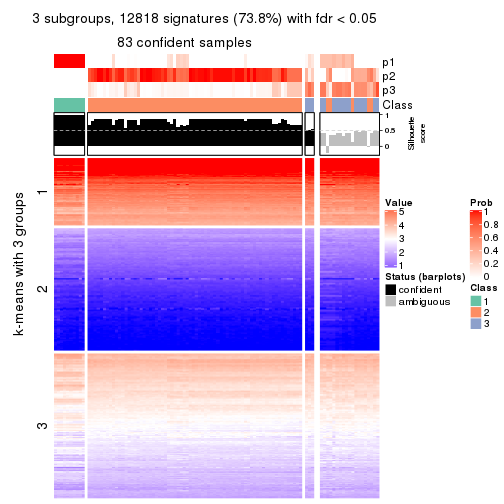 3 subgroups, 12818 signatures (73.8%) with fdr < 0.05
83 confident samples
p1
p2
p3
Class
1
0.5
0
Silhouette
score
k-means with 3 groups
1
2
3
Value
5
4
3
2
1
Status (barplots)
confident
ambiguous
Prob
1
0.8
0.6
0.4
0.2
0
Class
1
2
3